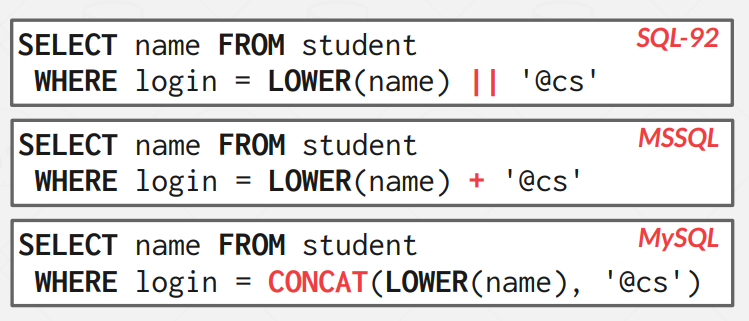 SELECT name FROM student
SQL-92
WHERE login = LOWER(name) || '@cs'
SELECT name FROM student
MSSQL
WHERE login = LOWER(name) + '@cs'
SELECT name FROM student
MySQL
WHERE login = CONCAT(LOWER(name), '@cs')